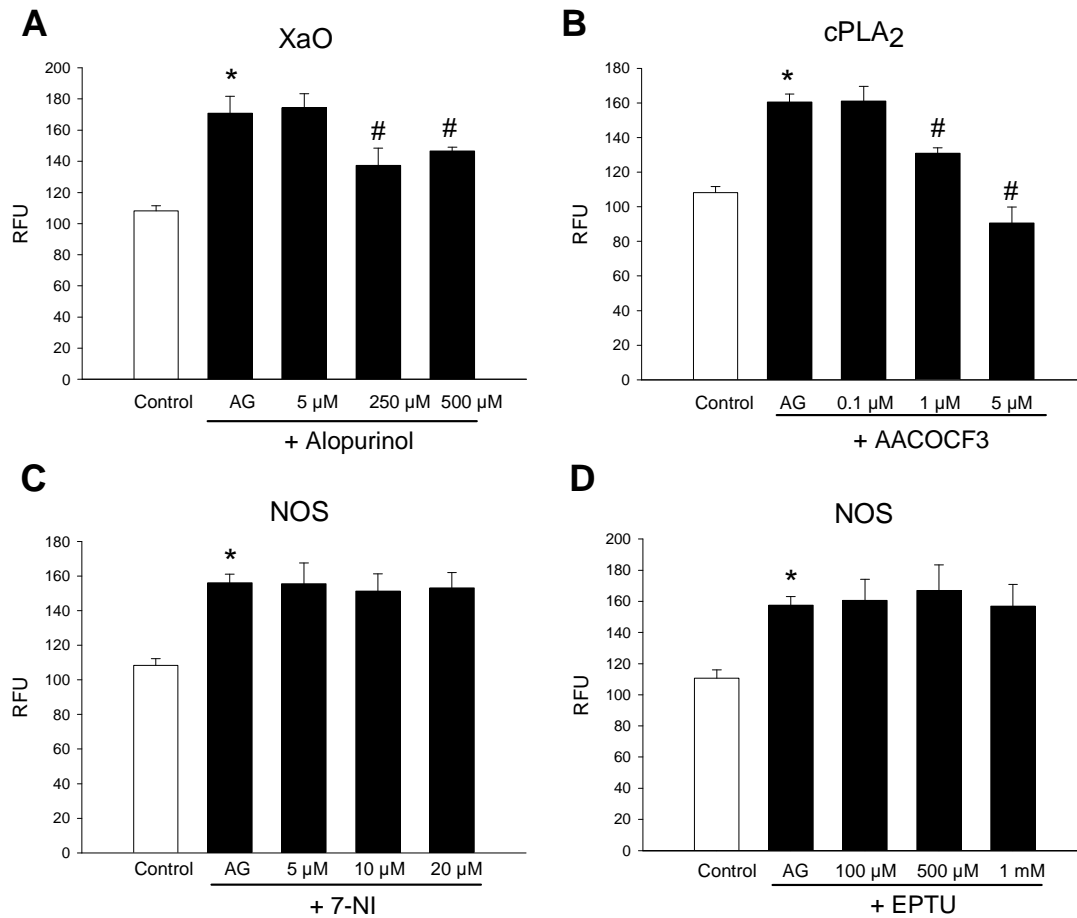 A
XaO
RFU
200
180
160
140
120
100
80
60
40
20
0
*
#
#
Control AG 5 µM 250 µM 500 µM
+ Alopurinol
B
cPLA2
RFU
180
160
140
120
100
80
60
40
20
0
*
#
#
Control AG 0.1 µM 1 µM 5 µM
+ AACOCF3
C
NOS
RFU
180
160
140
120
100
80
60
40
20
0
*
Control AG 5 µM 10 µM 20 µM
+ 7-NI
D
NOS
RFU
200
180
160
140
120
100
80
60
40
20
0
*
Control AG 100 µM 500 µM 1 mM
+ EPTU